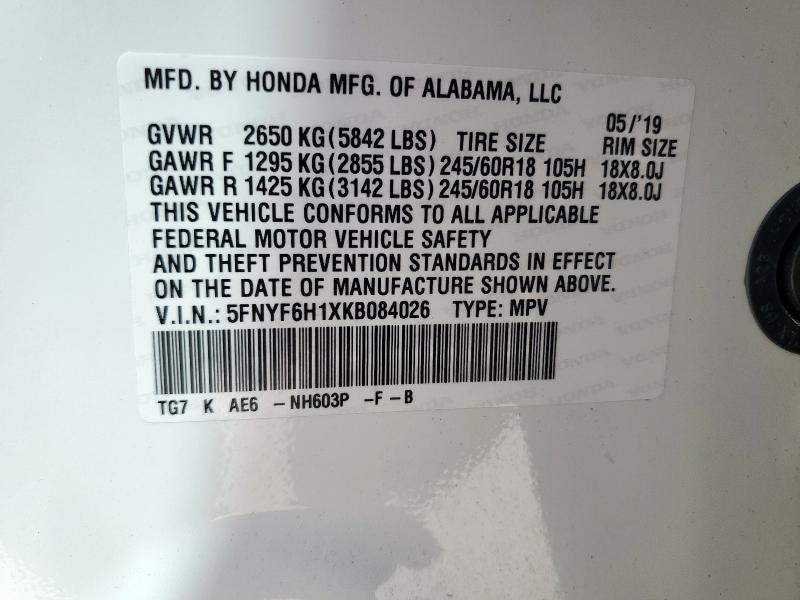 MFD. BY HONDA MFG. OF ALABAMA, LLC
05/'19
GVWR 2650 KG(5842 LBS) TIRE SIZE RIM SIZE
GAWR F 1295 KG(2855 LBS) 245/60R18 105H 18X8.0J
GAWR R 1425 KG(3142 LBS) 245/60R18 105H 18X8.0J
THIS VEHICLE CONFORMS TO ALL APPLICABLE
FEDERAL MOTOR VEHICLE SAFETY
AND THEFT PREVENTION STANDARDS IN EFFECT
ON THE DATE OF MANUFACTURE SHOWN ABOVE.
V.I.N.: 5FNYF6H1XKB084026 TYPE: MPV
TG7 K AE6 -NH603P -F-B